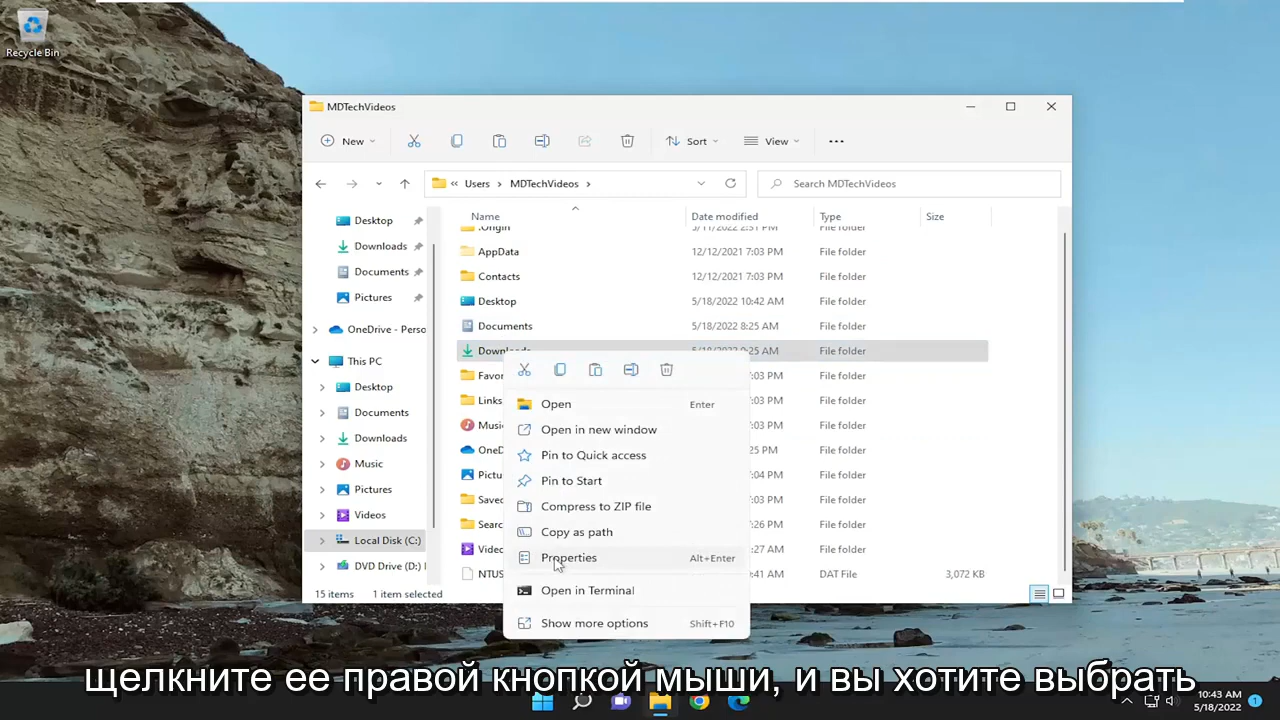 Recycle Bin
MDTechVideos
New
Sort
View
Users
MDTechVideos
Search MDTechVideos
Name
Date modified
Type
Size
Desktop
Downloads
Documents
Pictures
OneDrive - Perso
This PC
Desktop
Documents
Downloads
Music
Pictures
Videos
Local Disk (C:)
DVD Drive (D:)
.Origin 5/11/2022 2:51 PM File folder
AppData 12/12/2021 7:03 PM File folder
Contacts 12/12/2021 7:03 PM File folder
Desktop 5/18/2022 10:42 AM File folder
Documents 5/18/2022 8:25 AM File folder
Downloads 5/18/2022 9:25 AM File folder
Favor :03 PM File folder
Links :03 PM File folder
Music :03 PM File folder
OneD 25 PM File folder
Pictu :04 PM File folder
Saved :03 PM File folder
Searc :26 PM File folder
Video :27 AM File folder
NTUS :41 AM DAT File 3,072 KB
Open Enter
Open in new window
Pin to Quick access
Pin to Start
Compress to ZIP file
Copy as path
Properties Alt+Enter
Open in Terminal
Show more options Shift+F10
15 items 1 item selected
щелкните ее правой кнопкой мыши, и вы хотите выбрать
10:43 AM
5/18/2022
1